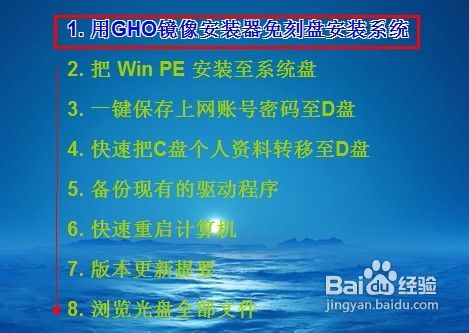 1. 用GHO镜像安装器免刻盘安装系统
2. 把 Win PE 安装至系统盘
3. 一键保存上网账号密码至D盘
4. 快速把C盘个人资料转移至D盘
5. 备份现有的驱动程序
6. 快速重启计算机
7. 版本更新提要
8. 浏览光盘全部文件
Bai 经验
jingyan.baidu.com